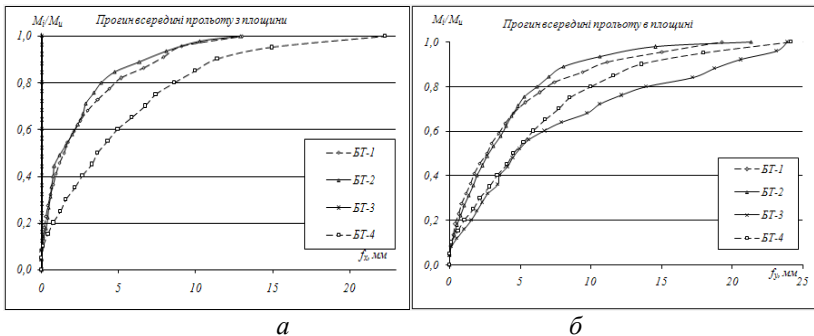 Прогин всередині прольоту з площини
Mi/Mu
1,0
0,8
0,6
0,4
0,2
0,0
0
5
10
15
20
fx, мм
БТ-1
БТ-2
БТ-3
БТ-4
а
Прогин всередині прольоту в площині
Mi/Mu
1,0
0,8
0,6
0,4
0,2
0,0
0
5
10
15
20
25
fy, мм
БТ-1
БТ-2
БТ-3
БТ-4
б